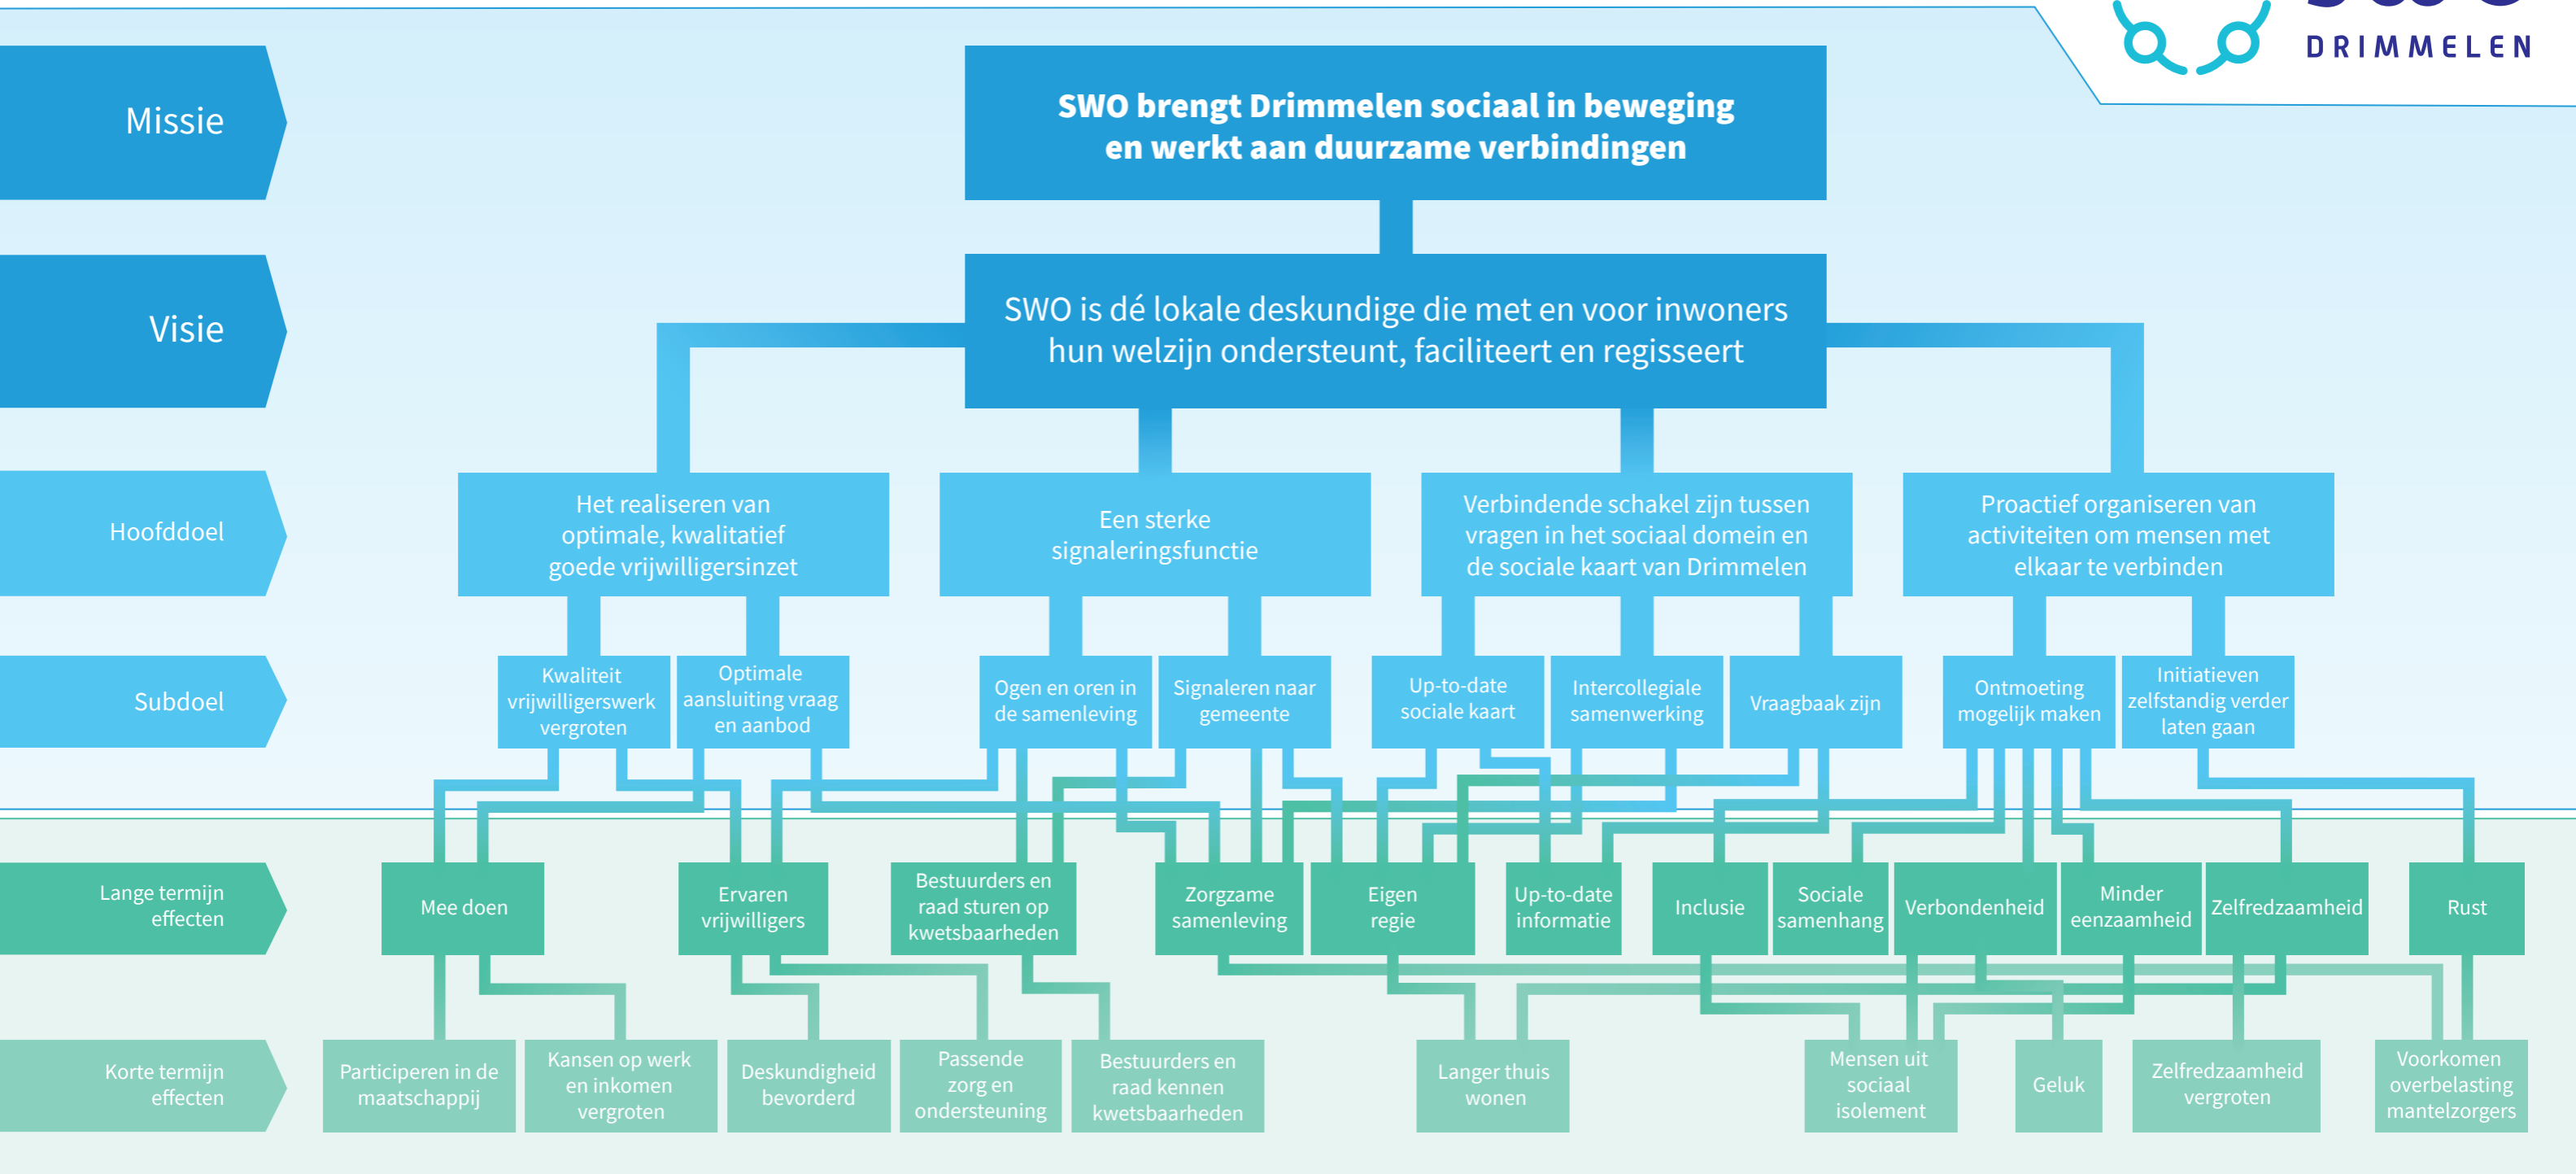 DRIMMELEN
Missie
SWO brengt Drimmelen sociaal in beweging
en werkt aan duurzame verbindingen
Visie
SWO is dé lokale deskundige die met en voor inwoners
hun welzijn ondersteunt, faciliteert en regisseert
Hoofddoel
Het realiseren van
optimale, kwalitatief
goede vrijwilligersinzet
Een sterke
signaleringsfunctie
Verbindende schakel zijn tussen
vragen in het sociaal domein en
de sociale kaart van Drimmelen
Proactief organiseren van
activiteiten om mensen met
elkaar te verbinden
Subdoel
Kwaliteit
vrijwilligerswerk
vergroten
Optimale
aansluiting vraag
en aanbod
Ogen en oren in
de samenleving
Signaleren naar
gemeente
Up-to-date
sociale kaart
Intercollegiale
samenwerking
Vraagbaak zijn
Ontmoeting
mogelijk maken
Initiatieven
zelfstandig verder
laten gaan
Lange termijn
effecten
Mee doen
Ervaren
vrijwilligers
Bestuurders en
raad sturen op
kwetsbaarheden
Zorgzame
samenleving
Eigen
regie
Up-to-date
informatie
Inclusie
Sociale
samenhang
Verbondenheid
Minder
eenzaamheid
Zelfredzaamheid
Rust
Korte termijn
effecten
Participeren in de
maatschappij
Kansen op werk
en inkomen
vergroten
Deskundigheid
bevorderd
Passende
zorg en
ondersteuning
Bestuurders en
raad kennen
kwetsbaarheden
Langer thuis
wonen
Mensen uit
sociaal
isolement
Geluk
Zelfredzaamheid
vergroten
Voorkomen
overbelasting
mantelzorgers